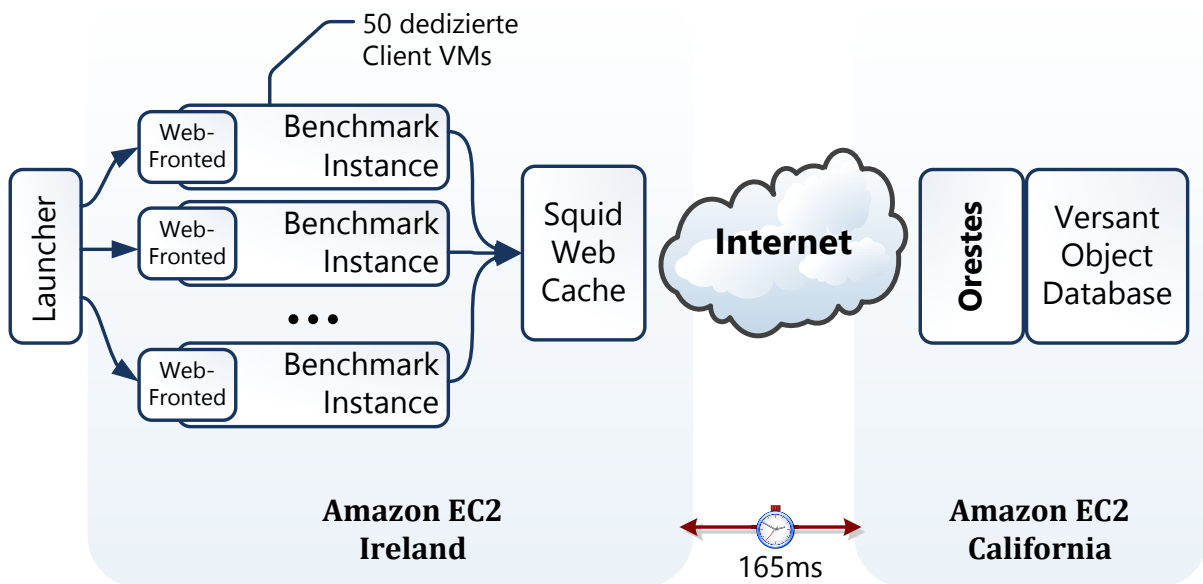 50 dedizierte
Client VMs
Launcher
Web-
Fronted
Benchmark
Instance
Web-
Fronted
Benchmark
Instance
...
Web-
Fronted
Benchmark
Instance
Squid
Web
Cache
Internet
Orestes
Versant
Object
Database
Amazon EC2
Ireland
165ms
Amazon EC2
California